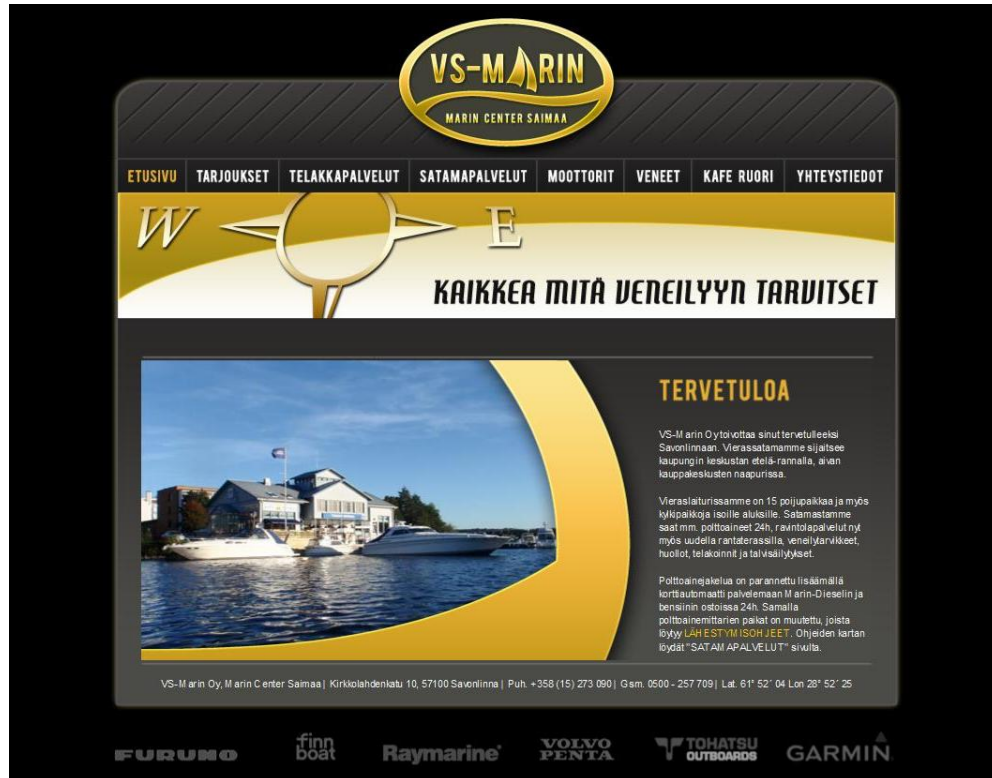 VS-MARIN
MARIN CENTER SAIMAA
ETUSIVU TARJOUKSET TELAKKAPALVELUT SATAMAPALVELUT MOOTTORIT VENEET KAFE RUORI YHTEYSTIEDOT
W E
KAIKKEA MITÄ VENEILYYN TARVITSET
TERVETULOA
VS-Marin Oy toivottaa sinut tervetulleeksi
Savonlinnaan. Vierassatamamme sijaitsee
kaupungin keskustan etelä-rannalla, aivan
kauppakeskusten naapurissa.
Vieraslaiturissamme on 15 poijupaikkaa ja myös
kylkipaikkoja isoille aluksille. Satamastamme
saat mm. polttoaineet 24h, ravintolapalvelut nyt
myös uudella rantaterassilla, veneilytarvikkeet,
huollot, telakoinnit ja talvisäilytykset.
Polttoainejakelua on parannettu lisäämällä
korttiautomaatti palvelemaan Marin-Dieselin ja
bensiinin ostoissa 24h. Samalla
polttoainemittarien paikat on muutettu, joista
löytyy LÄHESTYMISOHJEET. Ohjeiden kartan
löydät "SATAMAPALVELUT" sivulta.
VS-Marin Oy, Marin Center Saimaa | Kirkkolahdenkatu 10, 57100 Savonlinna | Puh. +358 (15) 273 090 | Gsm. 0500 - 257 709 | Lat. 61° 52´ 04 Lon 28° 52´ 25
FURUNO finn boat Raymarine VOLVO PENTA TOHATSU OUTBOARDS GARMIN